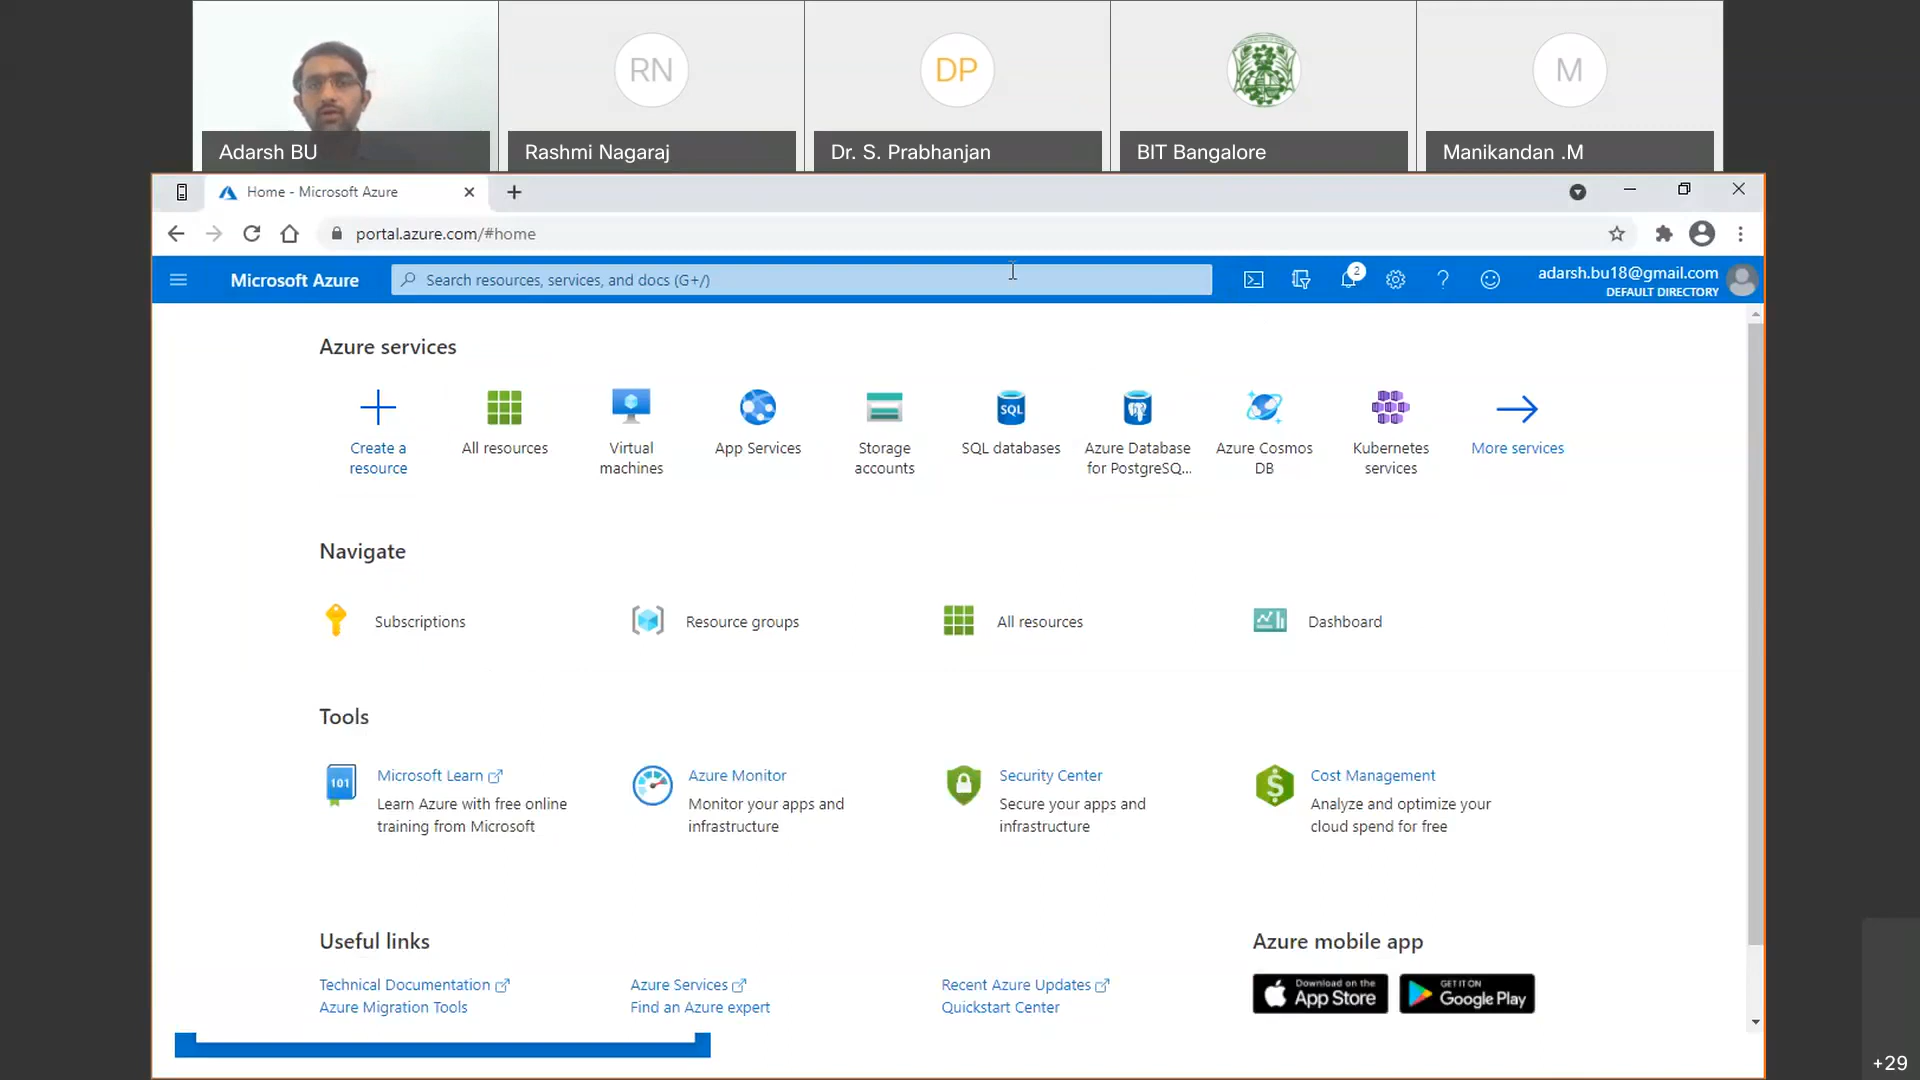 RN
DP
M
Adarsh BU
Rashmi Nagaraj
Dr. S. Prabhanjan
BIT Bangalore
Manikandan .M
Home - Microsoft Azure
portal.azure.com/#home
Microsoft Azure
Search resources, services, and docs (G+/)
2
adarsh.bu18@gmail.com
DEFAULT DIRECTORY
Azure services
Create a
resource
All resources
Virtual
machines
App Services
Storage
accounts
SQL
SQL databases
Azure Database
for PostgreSQ...
Azure Cosmos
DB
Kubernetes
services
More services
Navigate
Subscriptions
Resource groups
All resources
Dashboard
Tools
101
Microsoft Learn
Learn Azure with free online
training from Microsoft
Azure Monitor
Monitor your apps and
infrastructure
Security Center
Secure your apps and
infrastructure
Cost Management
Analyze and optimize your
cloud spend for free
Useful links
Technical Documentation
Azure Migration Tools
Azure Services
Find an Azure expert
Recent Azure Updates
Quickstart Center
Azure mobile app
Download on the
App Store
GET IT ON
Google Play
+29